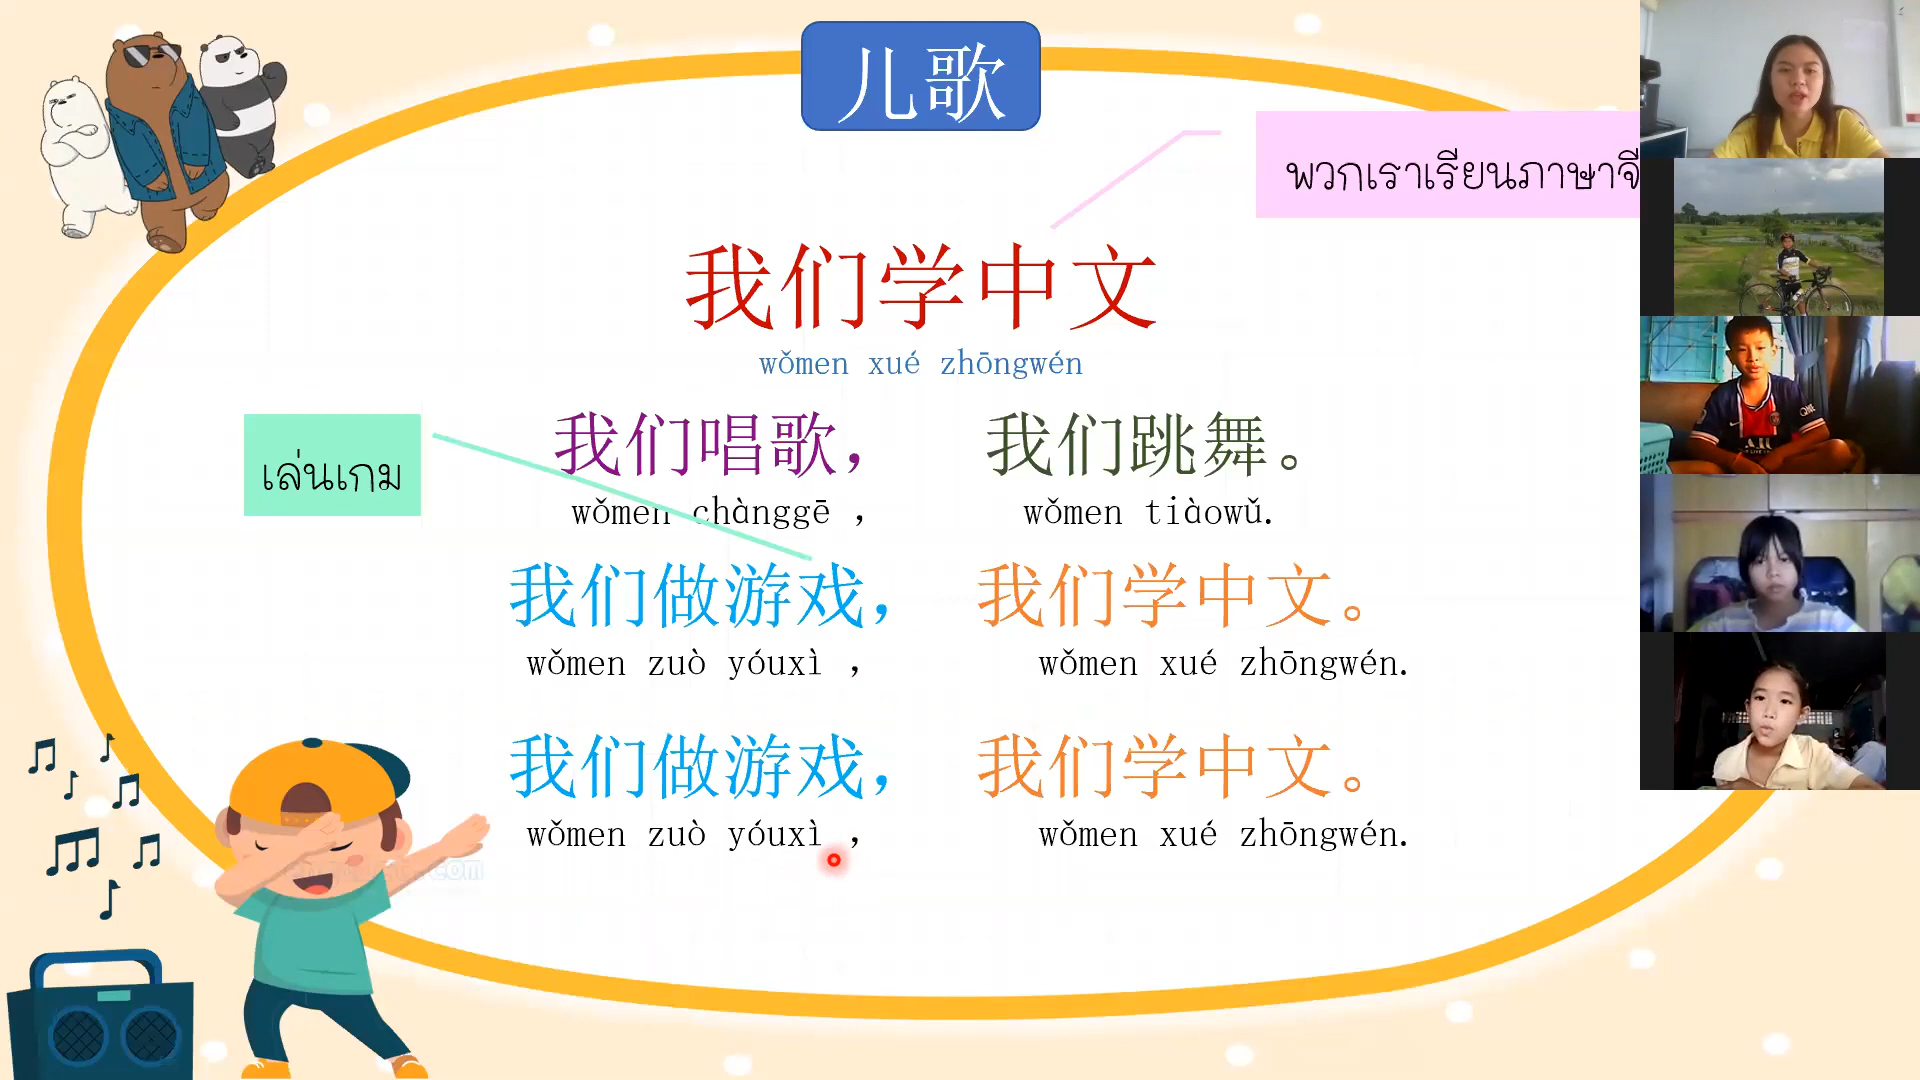 儿歌
พวกเราเรียนภาษาจี
我们学中文
wǒmen xué zhōngwén
เล่นเกม
我们唱歌， 我们跳舞。
wǒmen chànggē , wǒmen tiàowǔ.
我们做游戏， 我们学中文。
wǒmen zuò yóuxì , wǒmen xué zhōngwén.
我们做游戏， 我们学中文。
wǒmen zuò yóuxì , wǒmen xué zhōngwén.